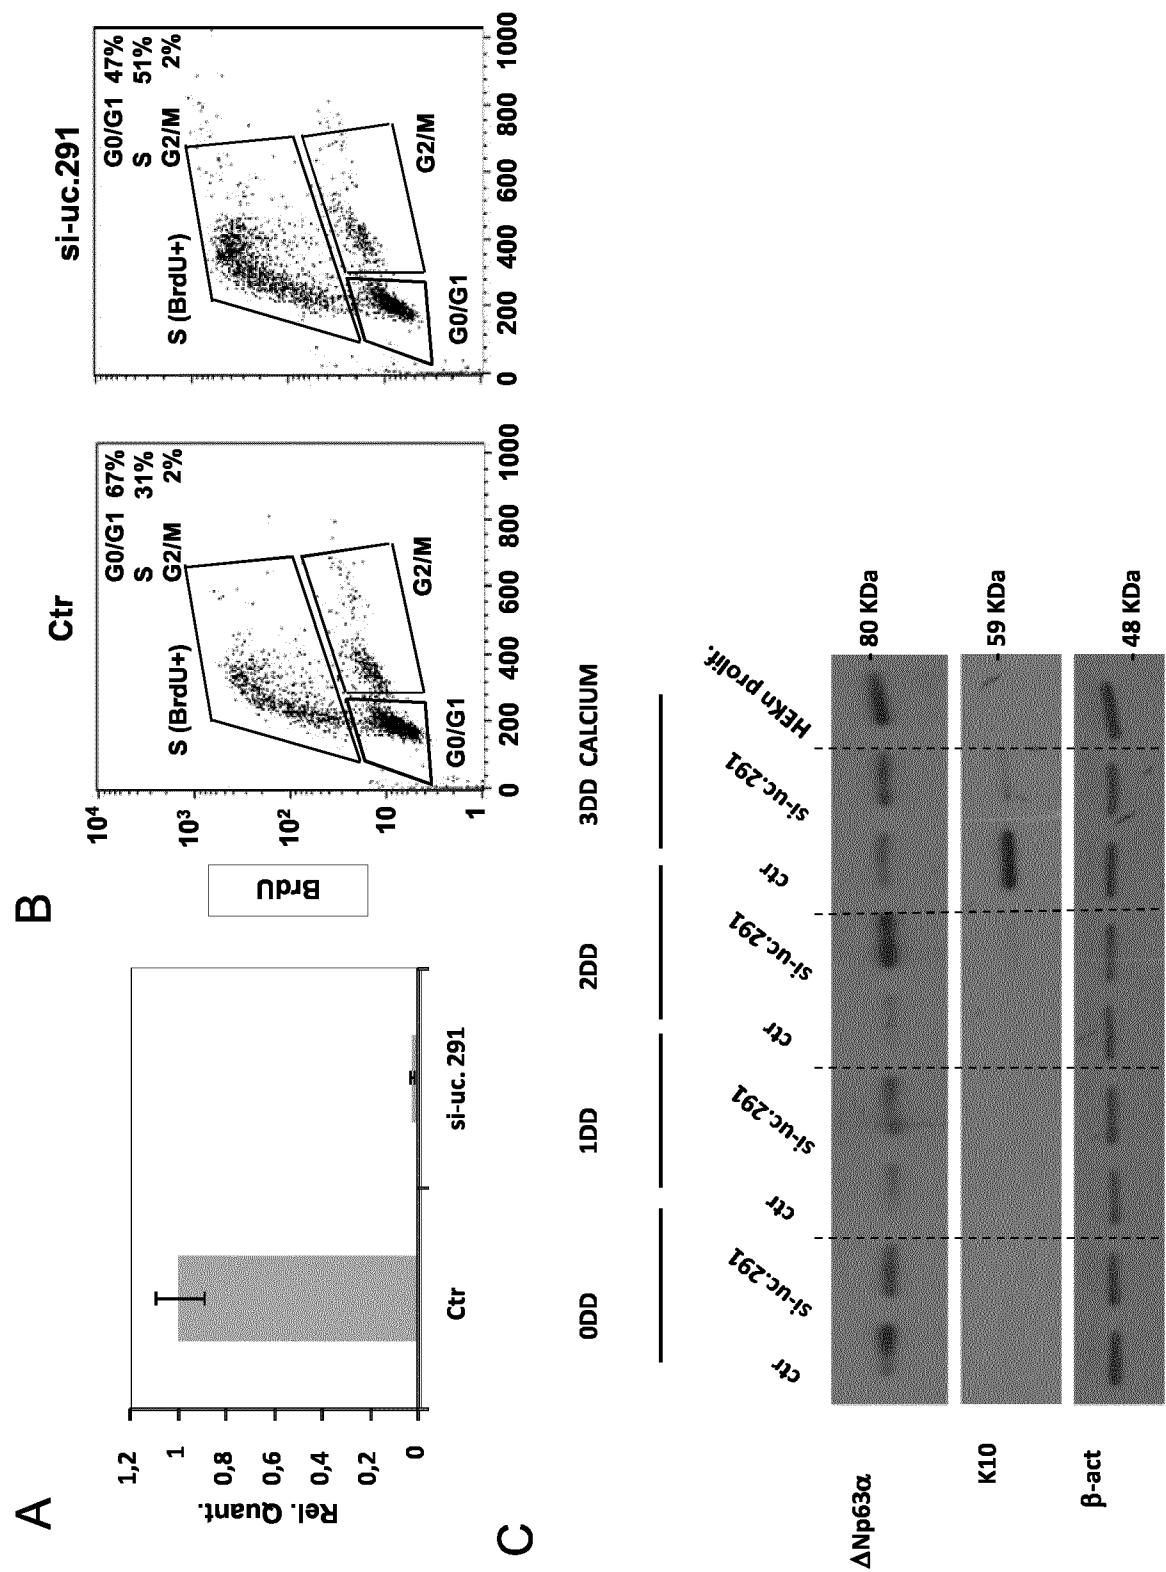 A
Rel. Quant.
1,2
1
0,8
0,6
0,4
0,2
0
Ctr
si-uc. 291
B
BrdU
Ctr
10⁴
10³
10²
10
1
G0/G1 67%
S 31%
G2/M 2%
S (BrdU+)
G0/G1
G2/M
0 200 400 600 800 1000
si-uc.291
G0/G1 47%
S 51%
G2/M 2%
S (BrdU+)
G0/G1
G2/M
0 200 400 600 800 1000
C
0DD 1DD 2DD 3DD CALCIUM
ctr si-uc.291 ctr si-uc.291 ctr si-uc.291 ctr si-uc.291 HEKn prolif.
ΔNp63α 80 KDa
K10 59 KDa
β-act 48 KDa